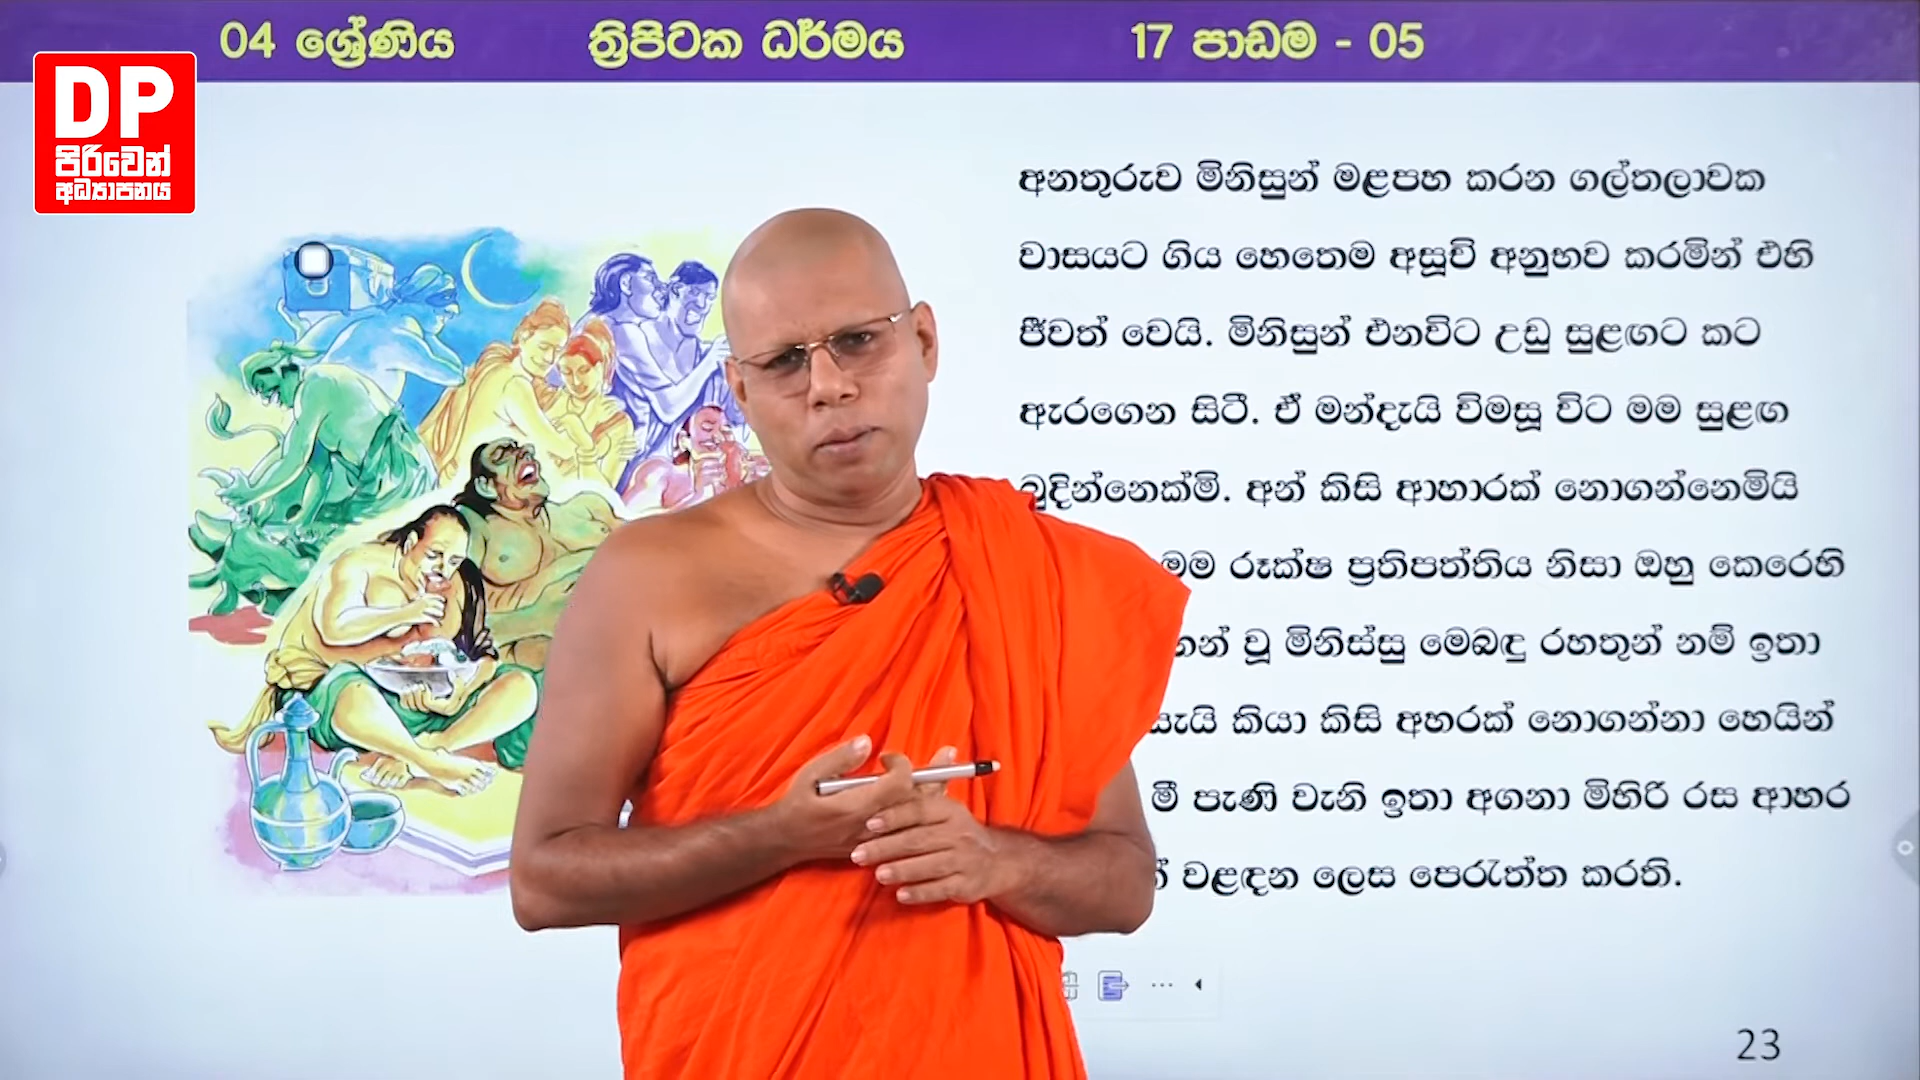 04 ශ්‍රේණිය ත්‍රිපිටක ධර්මය 17 පාඩම - 05
DP
පිරිවෙන්
අධ්‍යාපනය
අනතුරුව මිනිසුන් මළපහ කරන ගල්තලාවක
වාසයට ගිය හෙතෙම අසූචි අනුභව කරමින් එහි
ජීවත් වෙයි. මිනිසුන් එනවිට උඩු සුළඟට කට
ඇරගෙන සිටී. ඒ මන්දැයි විමසූ විට මම සුළඟ
බුදින්නෙක්මි. අන් කිසි ආහාරක් නොගන්නෙමියි
මම රූක්ෂ ප්‍රතිපත්තිය නිසා ඔහු කෙරෙහි
වූ මිනිස්සු මෙබඳු රහතුන් නම් ඉතා
කියා කිසි අහරක් නොගන්නා හෙයින්
මී පැණි වැනි ඉතා අගනා මිහිරි රස ආහර
වළඳන ලෙස පෙරැත්ත කරති.
23